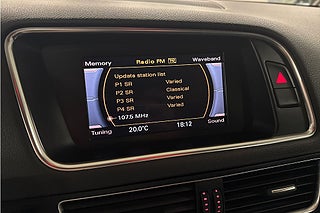 Memory Radio FM TP Waveband
Update station list
P1 SR Varied
P2 SR Classical
P3 SR Varied
P4 SR Varied
107.5 MHz
Tuning 20.0°C 18:12 Sound